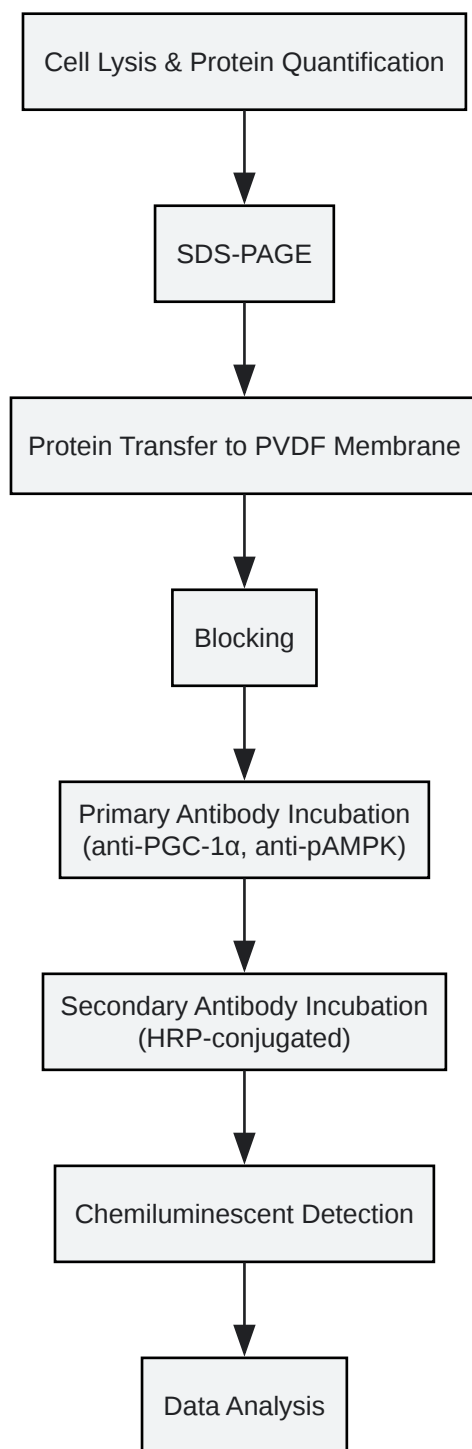 Cell Lysis & Protein Quantification
SDS-PAGE
Protein Transfer to PVDF Membrane
Blocking
Primary Antibody Incubation
(anti-PGC-1α, anti-pAMPK)
Secondary Antibody Incubation
(HRP-conjugated)
Chemiluminescent Detection
Data Analysis